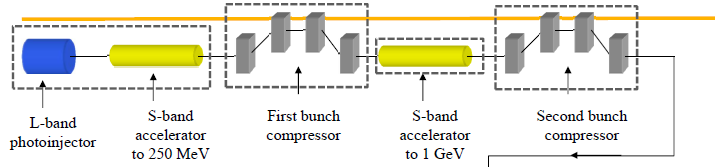 L-band
photoinjector
S-band
accelerator
to 250 MeV
First bunch
compressor
S-band
accelerator
to 1 GeV
Second bunch
compressor